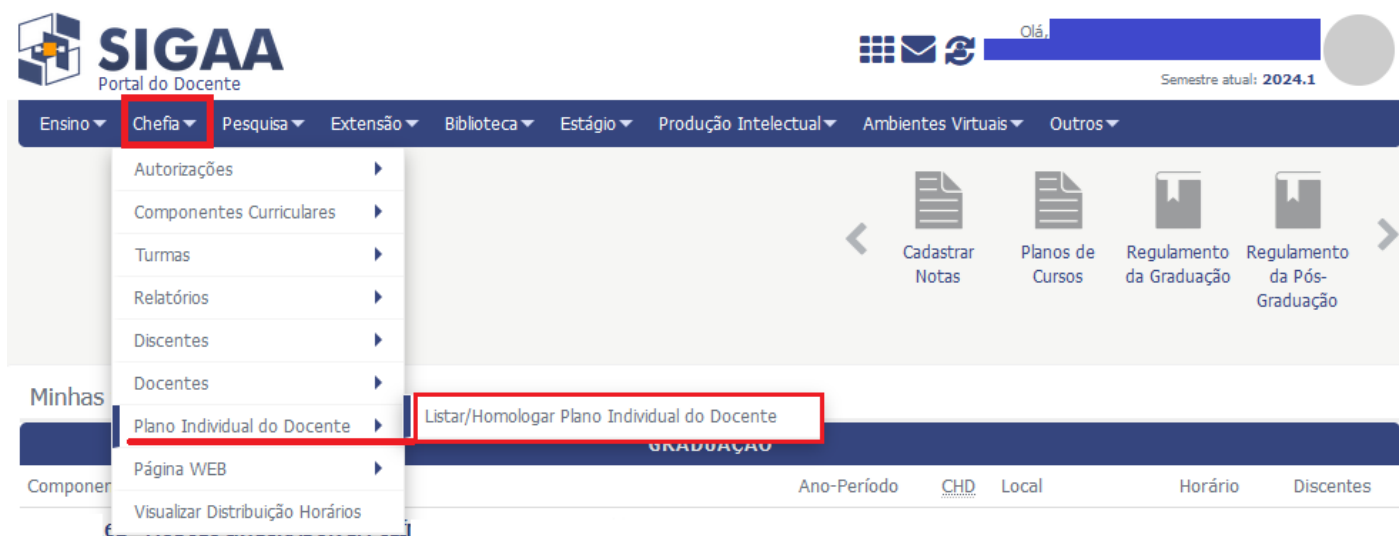 SIGAA
Portal do Docente
Olá,
Semestre atual: 2024.1
Ensino Chefia Pesquisa Extensão Biblioteca Estágio Produção Intelectual Ambientes Virtuais Outros
Autorizações
Componentes Curriculares
Turmas
Relatórios
Discentes
Docentes
Plano Individual do Docente
Página WEB
Visualizar Distribuição Horários
Listar/Homologar Plano Individual do Docente
Cadastrar
Notas
Planos de
Cursos
Regulamento
da Graduação
Regulamento
da Pós-
Graduação
Minhas
GRADUAÇÃO
Componen
Ano-Período CHD Local Horário Discentes